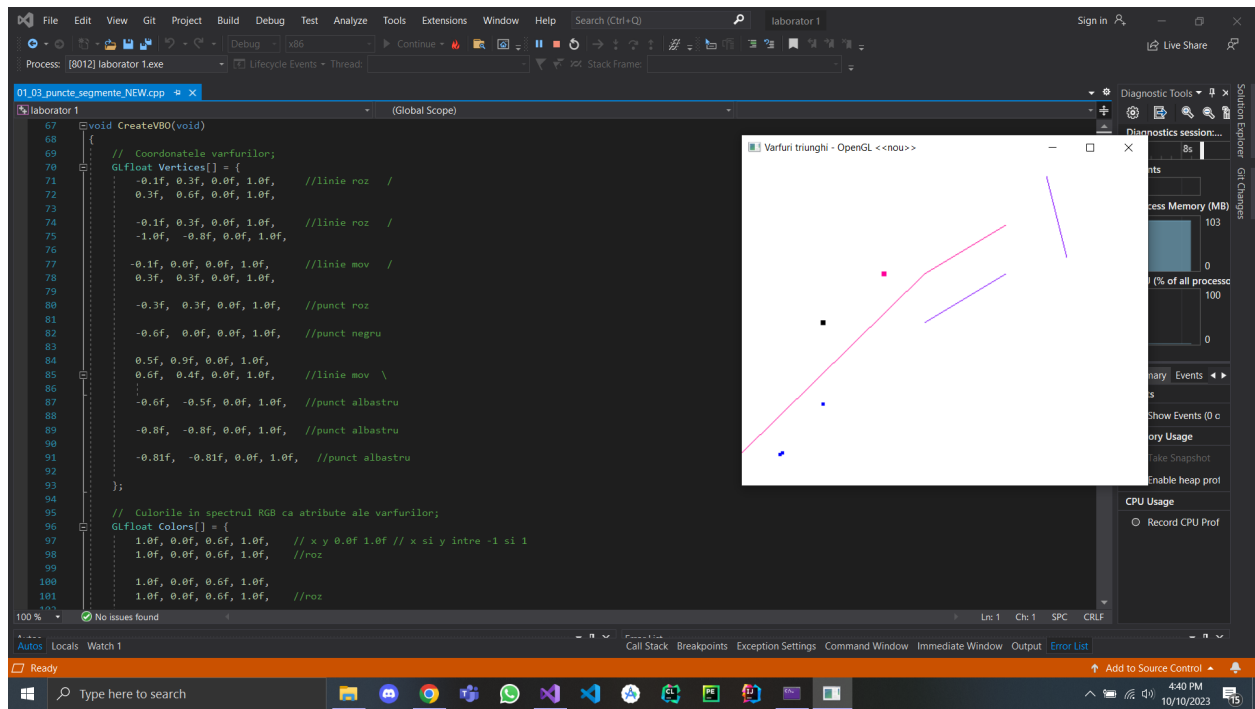 File Edit View Git Project Build Debug Test Analyze Tools Extensions Window Help Search (Ctrl+Q) laborator 1 Sign in
Debug x86 Continue Live Share
Process: [8012] laborator 1.exe Lifecycle Events Thread: Stack Frame:
01_03_puncte_segmente_NEW.cpp Diagnostic Tools
laborator 1 (Global Scope)
67 void CreateVBO(void)
68 {
69 // Coordonatele varfurilor;
70 GLfloat Vertices[] = {
71 -0.1f, 0.3f, 0.0f, 1.0f, //linie roz /
72 0.3f, 0.6f, 0.0f, 1.0f,
73
74 -0.1f, 0.3f, 0.0f, 1.0f, //linie roz /
75 -1.0f, -0.8f, 0.0f, 1.0f,
76
77 -0.1f, 0.0f, 0.0f, 1.0f, //linie mov /
78 0.3f, 0.3f, 0.0f, 1.0f,
79
80 -0.3f, 0.3f, 0.0f, 1.0f, //punct roz
81
82 -0.6f, 0.0f, 0.0f, 1.0f, //punct negru
83
84 0.5f, 0.9f, 0.0f, 1.0f,
85 0.6f, 0.4f, 0.0f, 1.0f, //linie mov \
86
87 -0.6f, -0.5f, 0.0f, 1.0f, //punct albastru
88
89 -0.8f, -0.8f, 0.0f, 1.0f, //punct albastru
90
91 -0.81f, -0.81f, 0.0f, 1.0f, //punct albastru
92
93 };
94
95 // Culorile in spectrul RGB ca atribute ale varfurilor;
96 GLfloat Colors[] = {
97 1.0f, 0.0f, 0.6f, 1.0f, // x y 0.0f 1.0f // x si y intre -1 si 1
98 1.0f, 0.0f, 0.6f, 1.0f, //roz
99
100 1.0f, 0.0f, 0.6f, 1.0f,
101 1.0f, 0.0f, 0.6f, 1.0f, //roz
Varfuri triunghi - OpenGL <<nou>>
Diagnostics session:...
8s
nts
cess Memory (MB)
103
0
(% of all processo
100
0
nary Events
ts
Show Events (0 c
ory Usage
Take Snapshot
Enable heap prof
CPU Usage
Record CPU Prof
Solution Explorer
Git Changes
100 % No issues found Ln: 1 Ch: 1 SPC CRLF
Autos Locals Watch 1 Call Stack Breakpoints Exception Settings Command Window Immediate Window Output Error List
Ready Add to Source Control
Type here to search 4:40 PM
10/10/2023
15